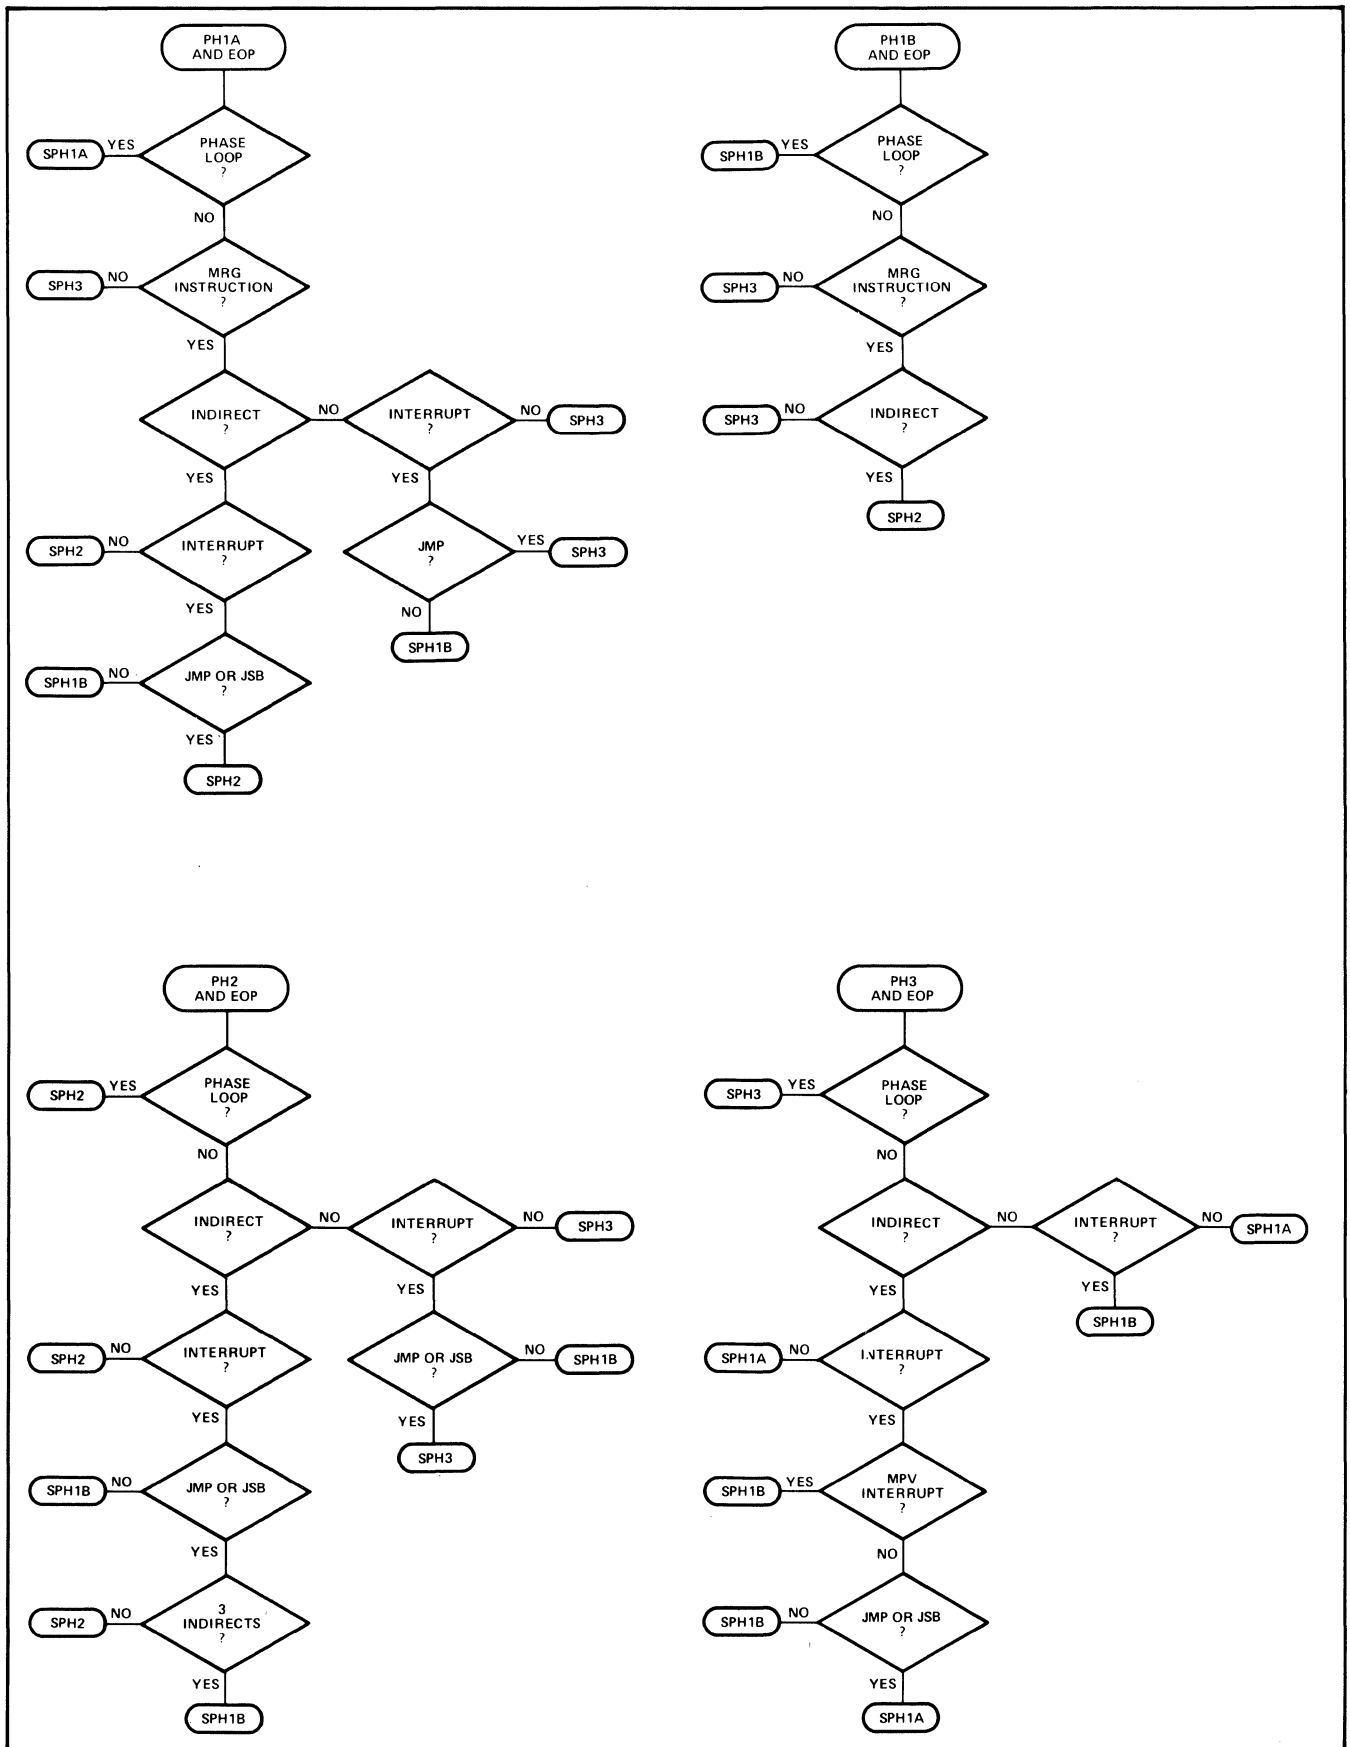 PH1A
AND EOP
PHASE
LOOP
?
YES
SPH1A
NO
MRG
INSTRUCTION
?
NO
SPH3
YES
INDIRECT
?
NO
INTERRUPT
?
NO
SPH3
YES
YES
INTERRUPT
?
NO
SPH2
JMP
?
YES
SPH3
YES
NO
SPH1B
JMP OR JSB
?
NO
SPH1B
YES
SPH2
PH1B
AND EOP
PHASE
LOOP
?
YES
SPH1B
NO
MRG
INSTRUCTION
?
NO
SPH3
YES
INDIRECT
?
NO
SPH3
YES
SPH2
PH2
AND EOP
PHASE
LOOP
?
YES
SPH2
NO
INDIRECT
?
NO
INTERRUPT
?
NO
SPH3
YES
YES
INTERRUPT
?
NO
SPH2
JMP OR JSB
?
NO
SPH1B
YES
YES
SPH3
JMP OR JSB
?
NO
SPH1B
YES
3
INDIRECTS
?
NO
SPH2
YES
SPH1B
PH3
AND EOP
PHASE
LOOP
?
YES
SPH3
NO
INDIRECT
?
NO
INTERRUPT
?
NO
SPH1A
YES
YES
SPH1B
INTERRUPT
?
NO
SPH1A
YES
MPV
INTERRUPT
?
YES
SPH1B
NO
JMP OR JSB
?
NO
SPH1B
YES
SPH1A